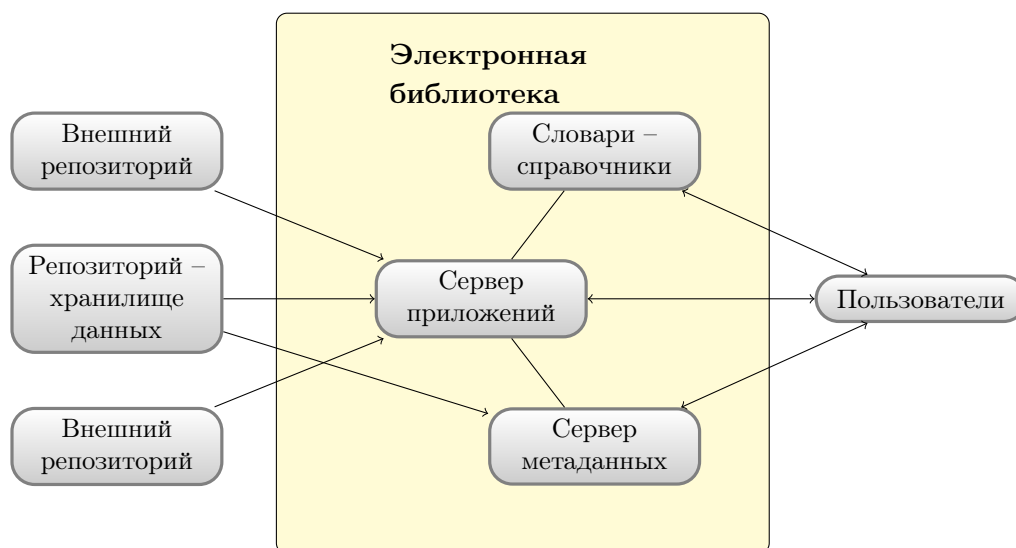 Электронная
библиотека
Внешний
репозиторий
Словари –
справочники
Репозиторий –
хранилище
данных
Сервер
приложений
Пользователи
Внешний
репозиторий
Сервер
метаданных